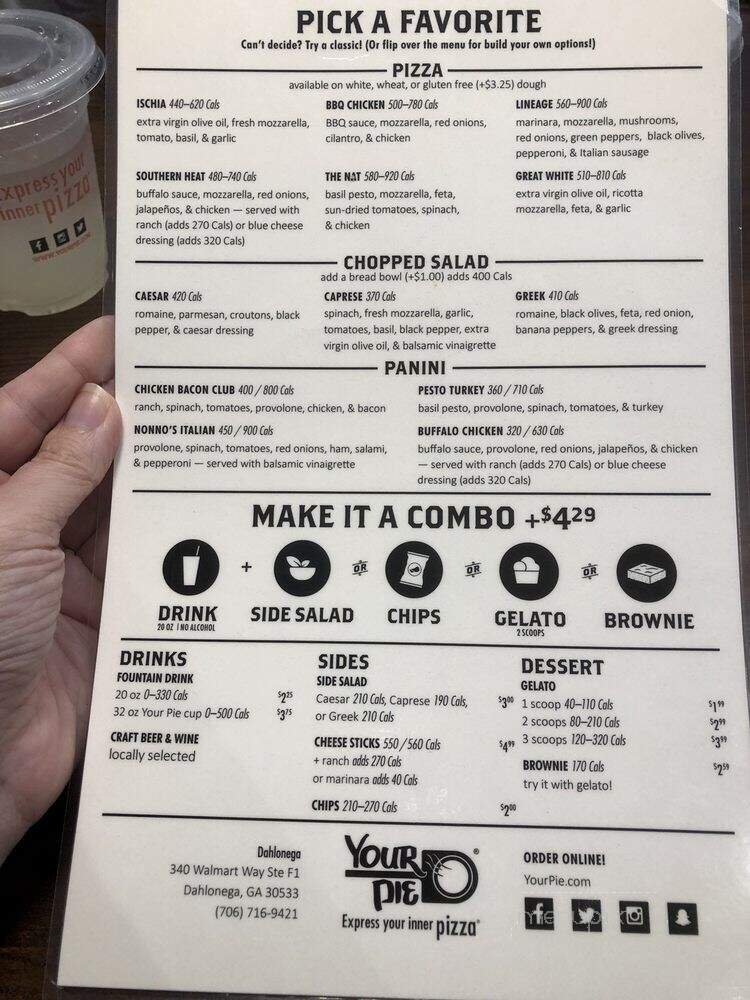 PICK A FAVORITE
Can't decide? Try a classic! (Or flip over the menu for build your own options!)
PIZZA
available on white, wheat, or gluten free (+$3.25) dough
ISCHIA 440–620 Cals
extra virgin olive oil, fresh mozzarella,
tomato, basil, & garlic
BBQ CHICKEN 500–780 Cals
BBQ sauce, mozzarella, red onions,
cilantro, & chicken
LINEAGE 560–900 Cals
marinara, mozzarella, mushrooms,
red onions, green peppers, black olives,
pepperoni, & Italian sausage
SOUTHERN HEAT 480–740 Cals
buffalo sauce, mozzarella, red onions,
jalapeños, & chicken — served with
ranch (adds 270 Cals) or blue cheese
dressing (adds 320 Cals)
THE NAT 580–920 Cals
basil pesto, mozzarella, feta,
sun-dried tomatoes, spinach,
& chicken
GREAT WHITE 510–810 Cals
extra virgin olive oil, ricotta
mozzarella, feta, & garlic
CHOPPED SALAD
add a bread bowl (+$1.00) adds 400 Cals
CAESAR 420 Cals
romaine, parmesan, croutons, black
pepper, & caesar dressing
CAPRESE 370 Cals
spinach, fresh mozzarella, garlic,
tomatoes, basil, black pepper, extra
virgin olive oil, & balsamic vinaigrette
GREEK 410 Cals
romaine, black olives, feta, red onion,
banana peppers, & greek dressing
PANINI
CHICKEN BACON CLUB 400 / 800 Cals
ranch, spinach, tomatoes, provolone, chicken, & bacon
PESTO TURKEY 360 / 710 Cals
basil pesto, provolone, spinach, tomatoes, & turkey
NONNO'S ITALIAN 450 / 900 Cals
provolone, spinach, tomatoes, red onions, ham, salami,
& pepperoni — served with balsamic vinaigrette
BUFFALO CHICKEN 320 / 630 Cals
buffalo sauce, provolone, red onions, jalapeños, & chicken
— served with ranch (adds 270 Cals) or blue cheese
dressing (adds 320 Cals)
MAKE IT A COMBO +$4.29
+ OR OR OR
DRINK SIDE SALAD CHIPS GELATO BROWNIE
20 OZ | NO ALCOHOL 2 SCOOPS
DRINKS
FOUNTAIN DRINK
20 oz 0–330 Cals $2.25
32 oz Your Pie cup 0–500 Cals $3.75
CRAFT BEER & WINE
locally selected
SIDES
SIDE SALAD
Caesar 210 Cals, Caprese 190 Cals, $3.00
or Greek 210 Cals
CHEESE STICKS 550/560 Cals $4.99
+ ranch adds 270 Cals
or marinara adds 40 Cals
CHIPS 210–270 Cals $2.00
DESSERT
GELATO
1 scoop 40–110 Cals $1.99
2 scoops 80–210 Cals $2.99
3 scoops 120–320 Cals $3.99
BROWNIE 170 Cals $2.59
try it with gelato!
Dahlonega
340 Walmart Way Ste F1
Dahlonega, GA 30533
(706) 716-9421
YOUR PIE
Express your inner pizza
ORDER ONLINE!
YourPie.com
express your
inner pizza